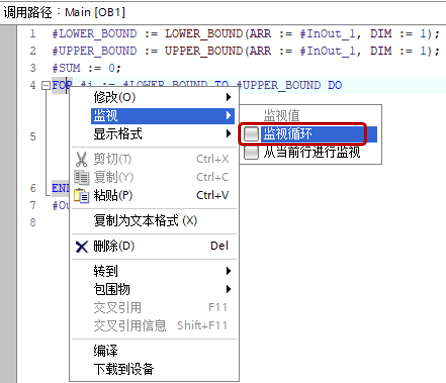 调用路径：Main [OB1]
1 #LOWER_BOUND := LOWER_BOUND(ARR := #InOut_1, DIM := 1);
2 #UPPER_BOUND := UPPER_BOUND(ARR := #InOut_1, DIM := 1);
3 #SUM := 0;
4 FOR #i := #LOWER_BOUND TO #UPPER_BOUND DO
修改(O)
监视 监视值
5 显示格式 监视循环
剪切(T) Ctrl+X 从当前行进行监视
复制(Y) Ctrl+C
6 END 粘贴(P) Ctrl+V
7 #Ou
8 复制为文本格式 (X)
删除(D) Del
转到
包围物
交叉引用 F11
交叉引用信息 Shift+F11
编译
下载到设备